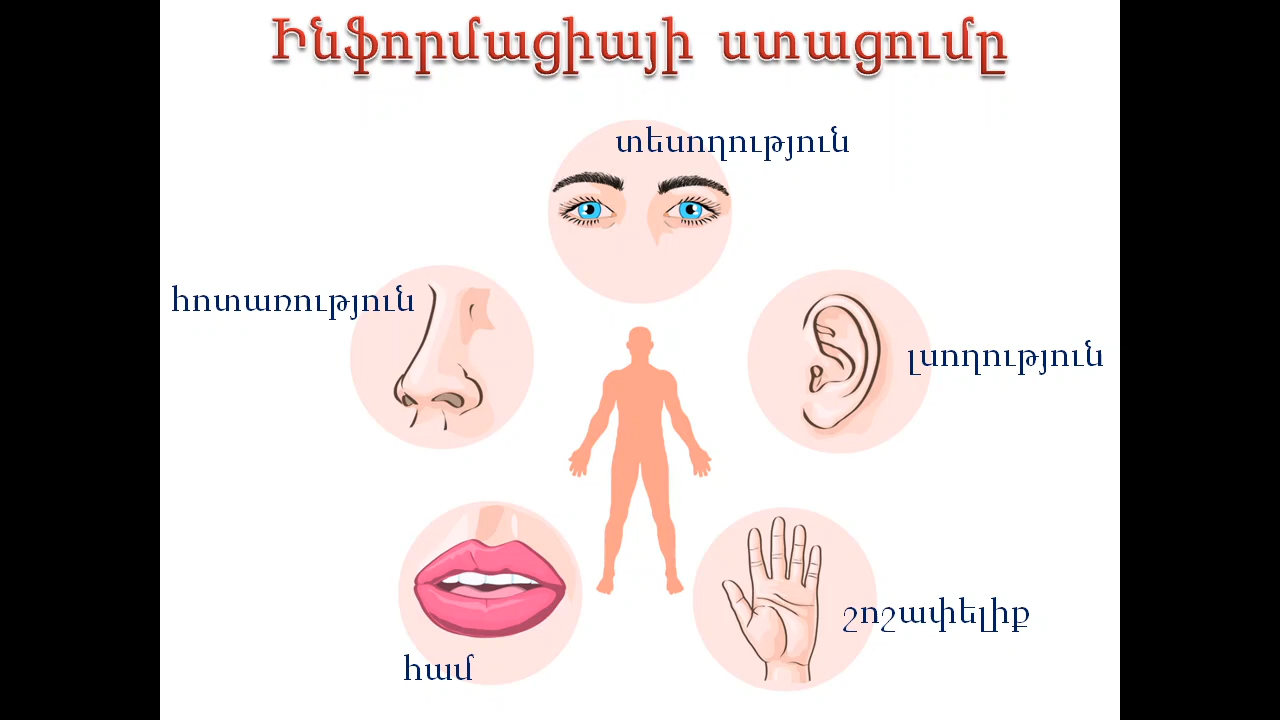 Ինֆորմացիայի ստացումը
տեսողություն
հոտառություն
լսողություն
շոշափելիք
համ